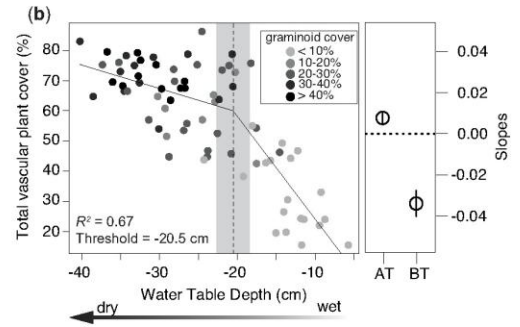 (b)
Total vascular plant cover (%)
80
70
60
50
40
30
20
graminoid cover
< 10%
10-20%
20-30%
30-40%
> 40%
R² = 0.67
Threshold = -20.5 cm
-40
-30
-20
-10
Water Table Depth (cm)
dry
wet
0.04
0.02
0.00
-0.02
-0.04
Slopes
AT
BT